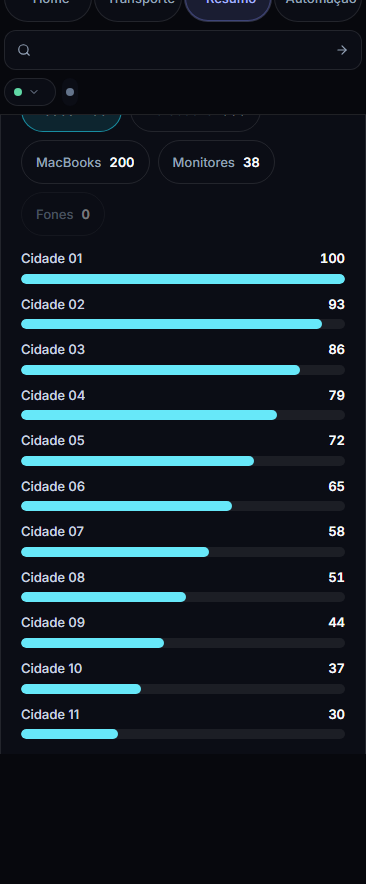 Home Transporte Resumo Automação
MacBooks 200 Monitores 38
Fones 0
Cidade 01 100
Cidade 02 93
Cidade 03 86
Cidade 04 79
Cidade 05 72
Cidade 06 65
Cidade 07 58
Cidade 08 51
Cidade 09 44
Cidade 10 37
Cidade 11 30